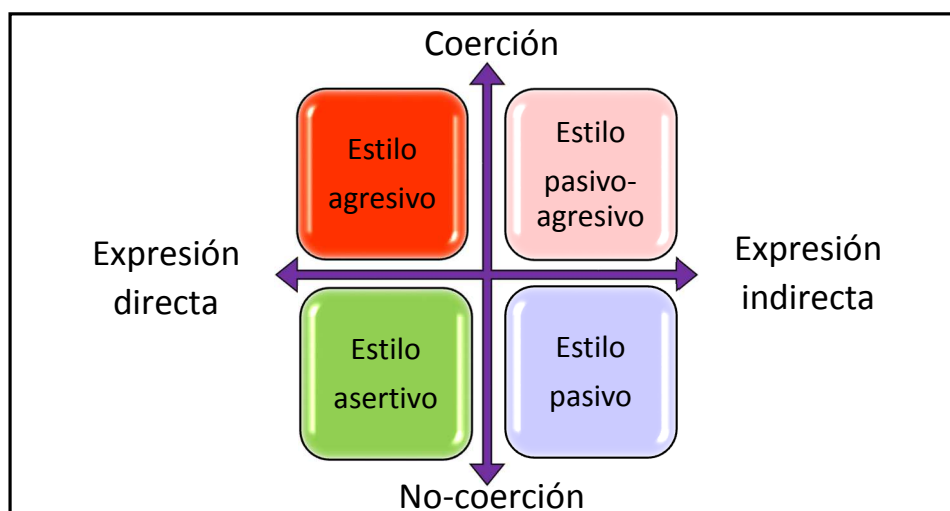 Coerción
Estilo
agresivo
Estilo
pasivo-
agresivo
Expresión
directa
Expresión
indirecta
Estilo
asertivo
Estilo
pasivo
No-coerción